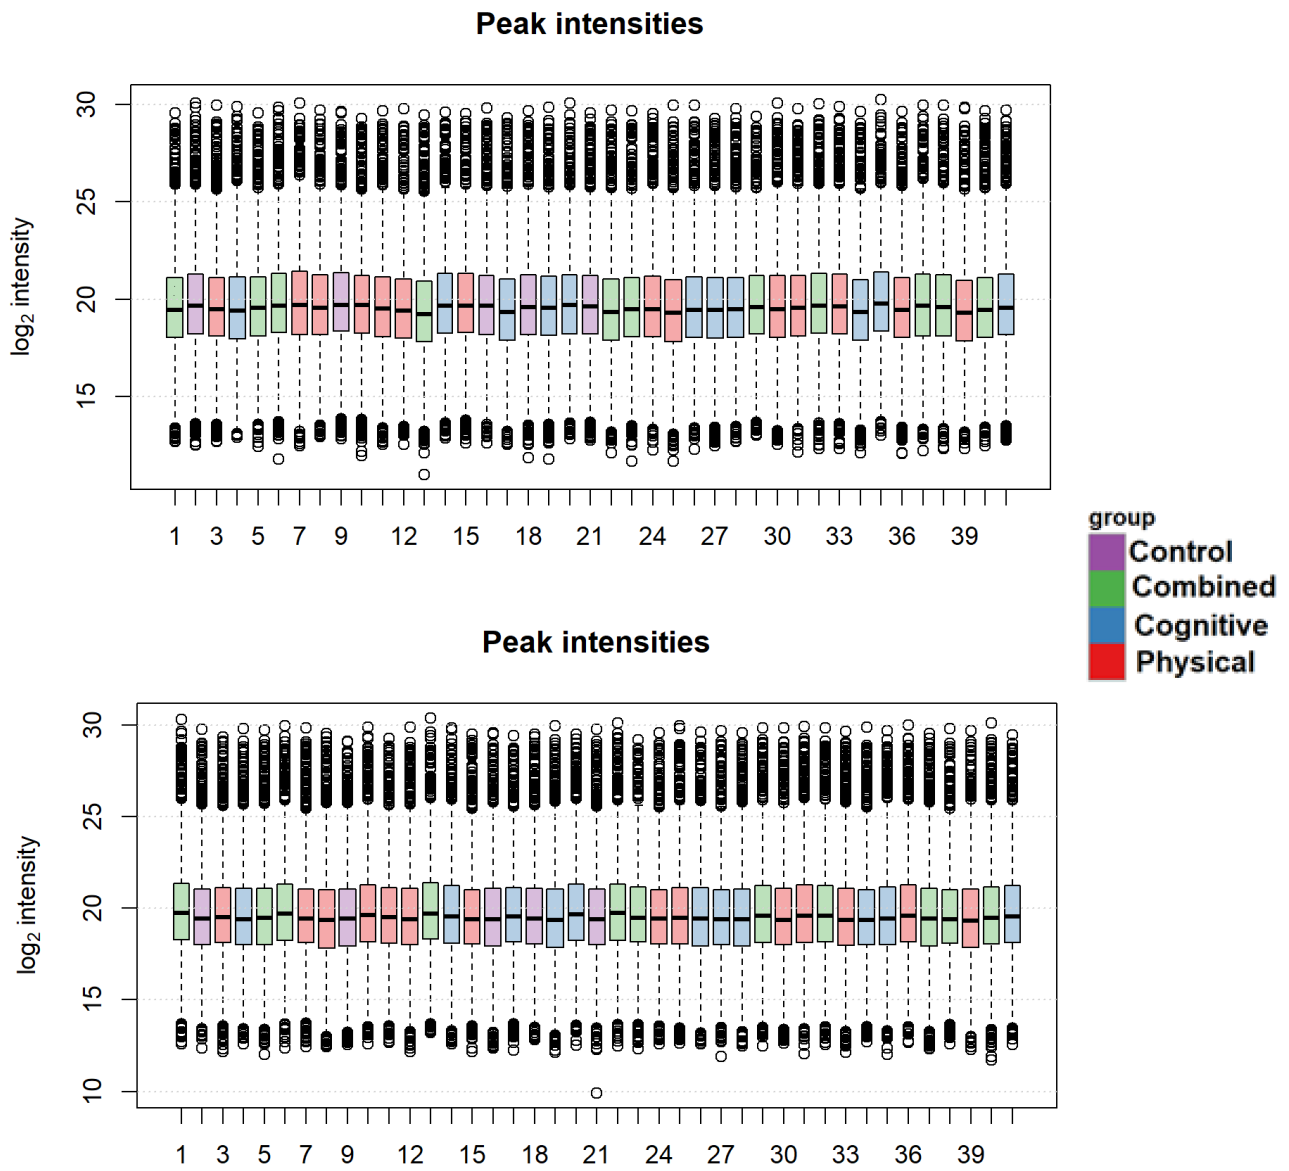 Peak intensities
30
25
20
15
log2 intensity
1 3 5 7 9 12 15 18 21 24 27 30 33 36 39
group
Control
Combined
Cognitive
Physical
Peak intensities
30
25
20
15
10
log2 intensity
1 3 5 7 9 12 15 18 21 24 27 30 33 36 39